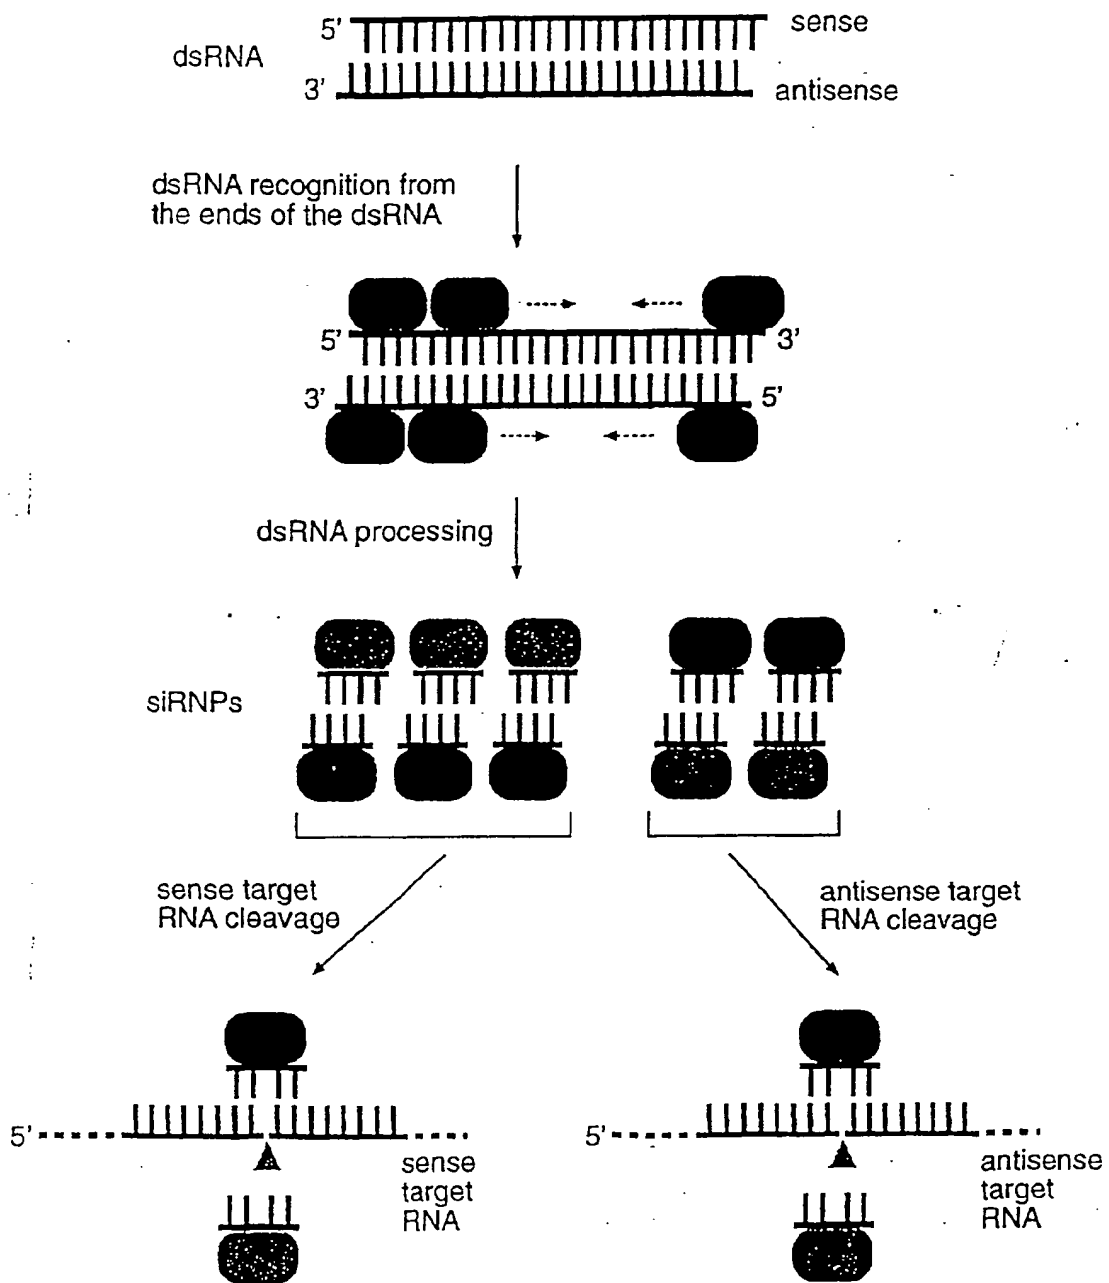 5' sense
dsRNA
3' antisense
dsRNA recognition from
the ends of the dsRNA
5' 3'
3' 5'
dsRNA processing
siRNPs
sense target
RNA cleavage
antisense target
RNA cleavage
5'
sense
target
RNA
5'
antisense
target
RNA